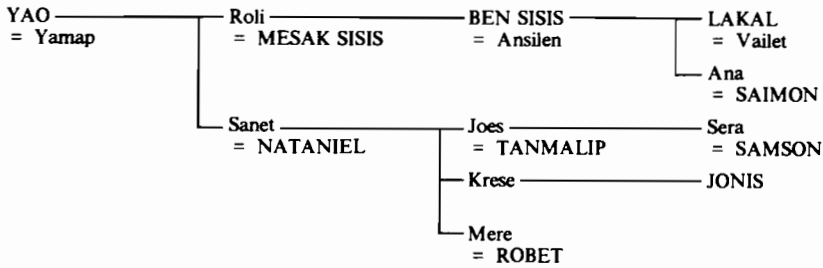 YAO Roli BEN SISIS LAKAL
= Yamap = MESAK SISIS = Ansilen = Vailet
Ana
= SAIMON
Sanet Joes Sera
= NATANIEL = TANMALIP = SAMSON
Krese JONIS
Mere
= ROBET